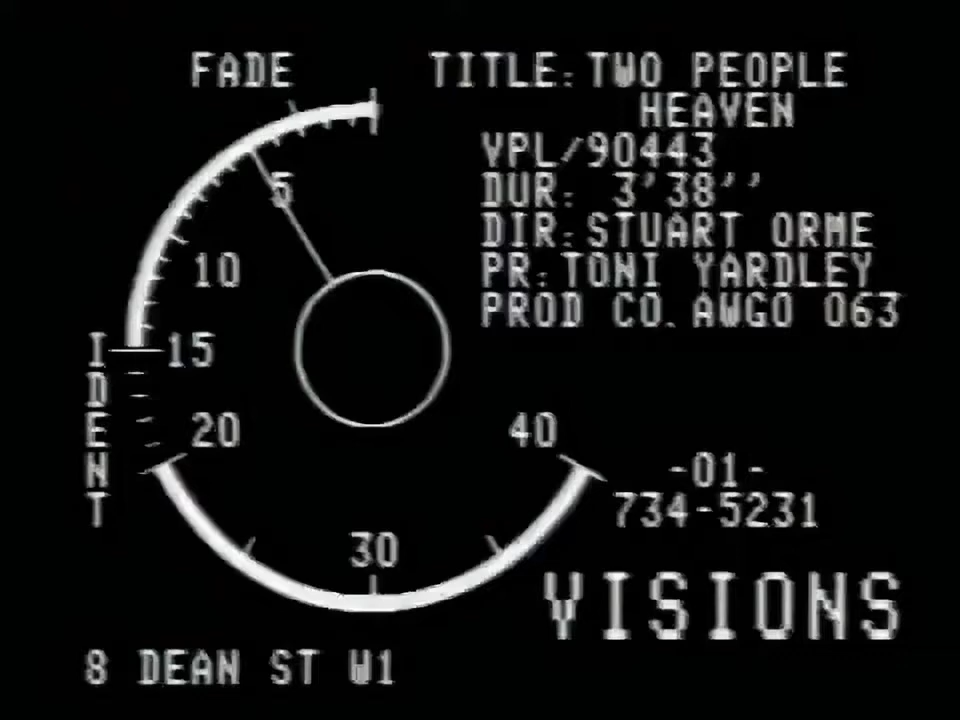 FADE
TITLE: TWO PEOPLE
HEAVEN
VPL/90443
DUR: 3'38''
DIR: STUART ORME
PR: TONI YARDLEY
PROD CO. AWGO 063
5
10
IDENT
15
20
30
40
-01-
734-5231
VISIONS
8 DEAN ST W1